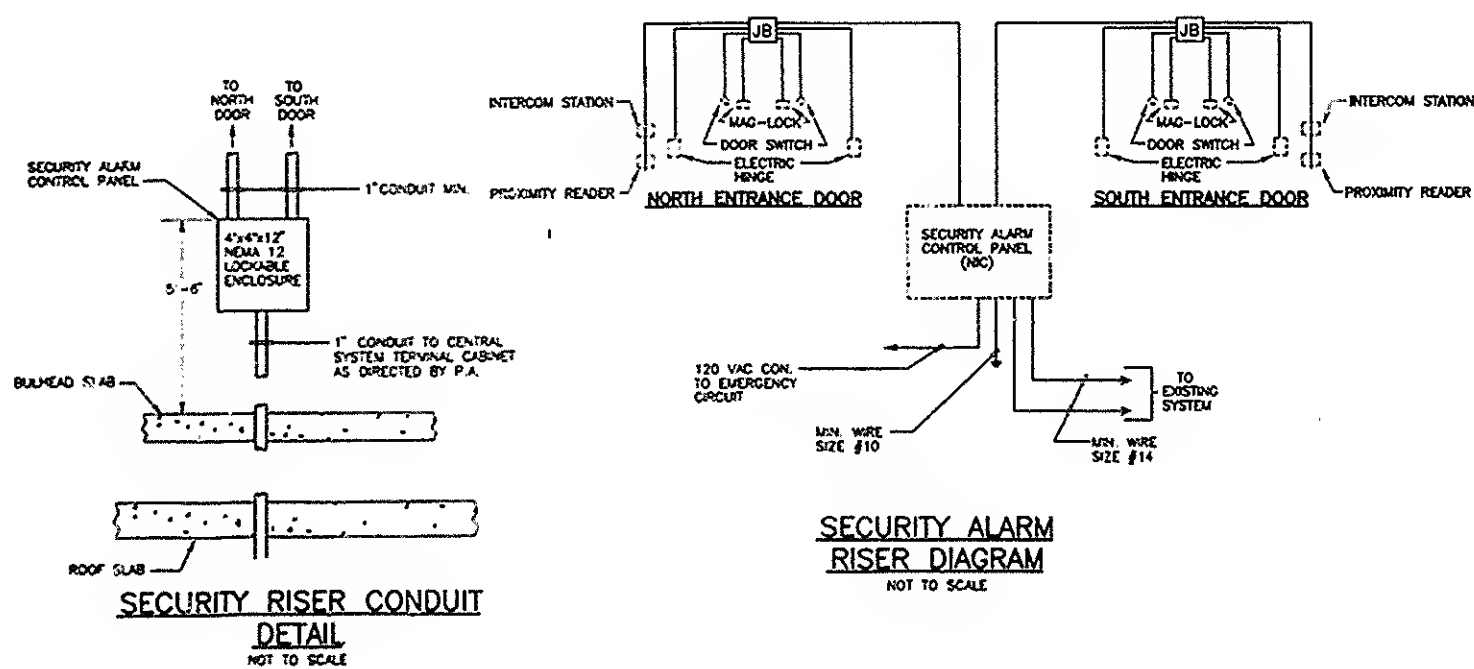 TO
NORTH
DOOR
TO
SOUTH
DOOR
SECURITY ALARM
CONTROL PANEL
1" CONDUIT MIN.
4"x4"x12"
NEMA 12
LOCKABLE
ENCLOSURE
5'-6"
1" CONDUIT TO CENTRAL
SYSTEM TERMINAL CABINET
AS DIRECTED BY P.A.
BULHEAD SLAB
ROOF SLAB
SECURITY RISER CONDUIT
DETAIL
NOT TO SCALE
JB
INTERCOM STATION
MAG-LOCK
DOOR SWITCH
ELECTRIC
HINGE
PROXIMITY READER
NORTH ENTRANCE DOOR
JB
INTERCOM STATION
MAG-LOCK
DOOR SWITCH
ELECTRIC
HINGE
PROXIMITY READER
SOUTH ENTRANCE DOOR
SECURITY ALARM
CONTROL PANEL
(NIC)
120 VAC CON.
TO EMERGENCY
CIRCUIT
MIN. WIRE
SIZE #10
MIN. WIRE
SIZE #14
TO
EXISTING
SYSTEM
SECURITY ALARM
RISER DIAGRAM
NOT TO SCALE